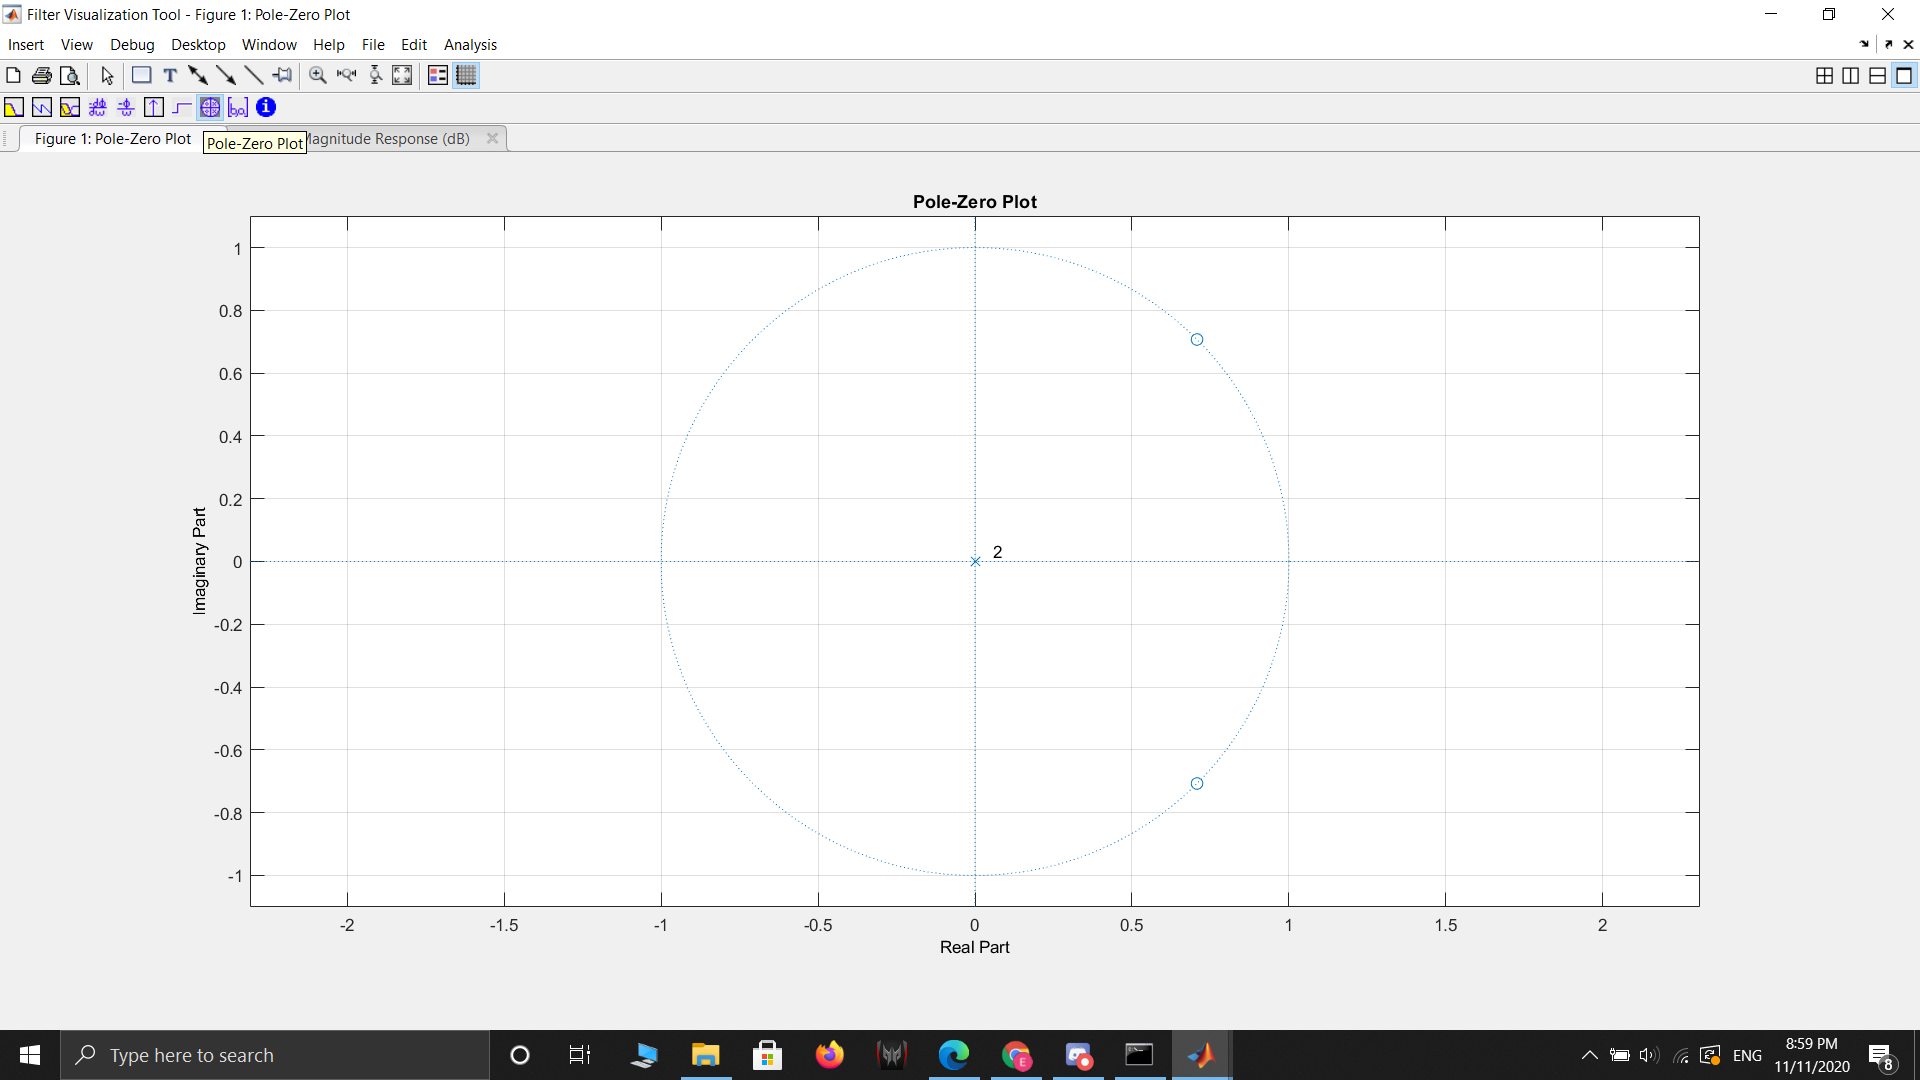 Filter Visualization Tool - Figure 1: Pole-Zero Plot
Insert View Debug Desktop Window Help File Edit Analysis
Figure 1: Pole-Zero Plot
Pole-Zero Plot
Magnitude Response (dB)
Pole-Zero Plot
1
0.8
0.6
0.4
0.2
0
-0.2
-0.4
-0.6
-0.8
-1
Imaginary Part
2
-2 -1.5 -1 -0.5 0 0.5 1 1.5 2
Real Part
Type here to search
ENG
8:59 PM
11/11/2020
8